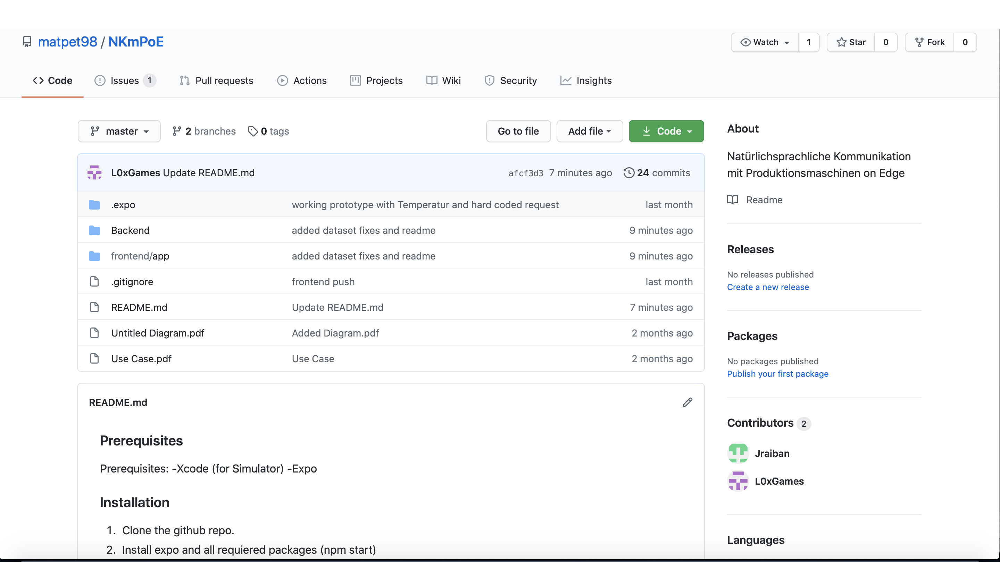 matpet98 / NKmPoE
Watch 1 Star 0 Fork 0
Code Issues 1 Pull requests Actions Projects Wiki Security Insights
master 2 branches 0 tags Go to file Add file Code
L0xGames Update README.md afcf3d3 7 minutes ago 24 commits
.expo working prototype with Temperatur and hard coded request last month
Backend added dataset fixes and readme 9 minutes ago
frontend/app added dataset fixes and readme 9 minutes ago
.gitignore frontend push last month
README.md Update README.md 7 minutes ago
Untitled Diagram.pdf Added Diagram.pdf 2 months ago
Use Case.pdf Use Case 2 months ago
README.md
Prerequisites
Prerequisites: -Xcode (for Simulator) -Expo
Installation
1. Clone the github repo.
2. Install expo and all requiered packages (npm start)
About
Natürlichsprachliche Kommunikation
mit Produktionsmaschinen on Edge
Readme
Releases
No releases published
Create a new release
Packages
No packages published
Publish your first package
Contributors 2
Jraiban
L0xGames
Languages